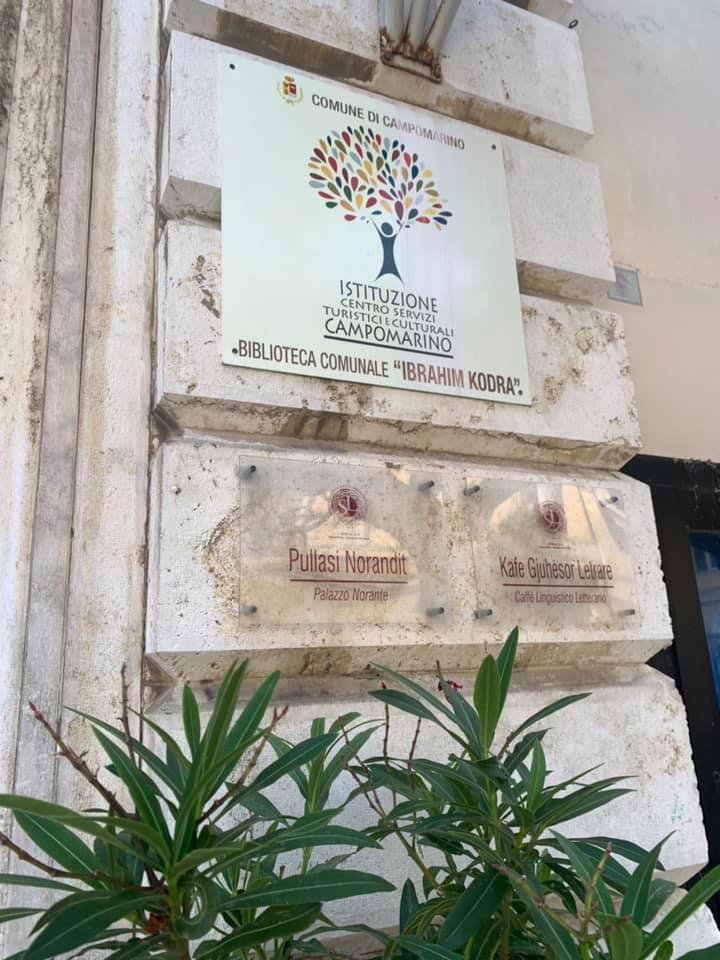 COMUNE DI CAMPOMARINO
ISTITUZIONE
CENTRO SERVIZI
TURISTICI E CULTURALI
CAMPOMARINO
•BIBLIOTECA COMUNALE “IBRAHIM KODRA”•
Pullasi Norandit
Palazzo Norante
Kafe Gjuhësor Letrare
Caffè Linguistico Letterario